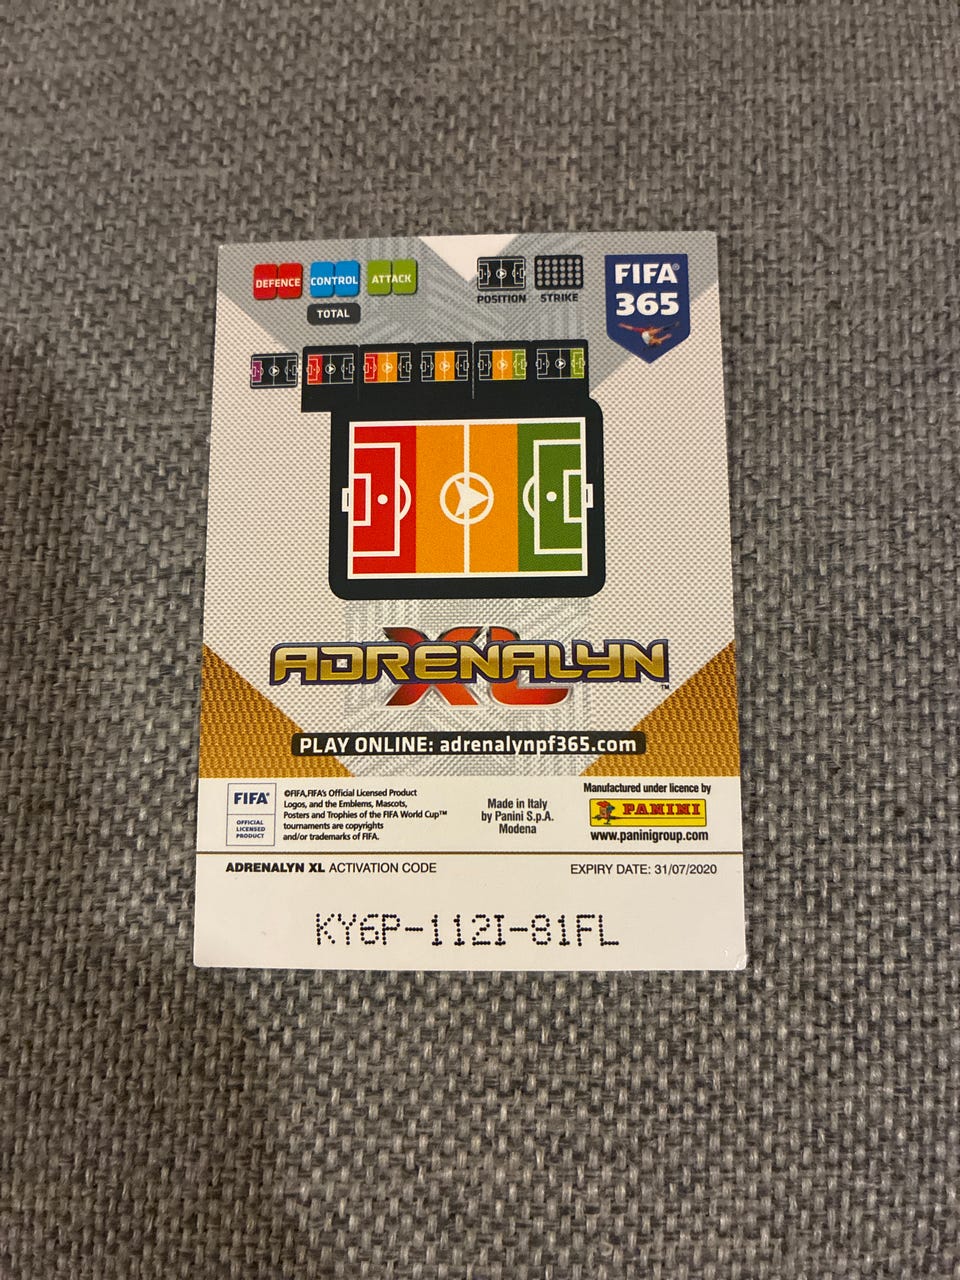 DEFENCE CONTROL ATTACK
TOTAL
POSITION STRIKE
FIFA®
365
ADRENALYN XL™
PLAY ONLINE: adrenalynpf365.com
FIFA®
OFFICIAL
LICENSED
PRODUCT
©FIFA,FIFA's Official Licensed Product
Logos, and the Emblems, Mascots,
Posters and Trophies of the FIFA World Cup™
tournaments are copyrights
and/or trademarks of FIFA.
Made in Italy
by Panini S.p.A.
Modena
Manufactured under licence by
PANINI
www.paninigroup.com
ADRENALYN XL ACTIVATION CODE
EXPIRY DATE: 31/07/2020
KY6P-112I-81FL